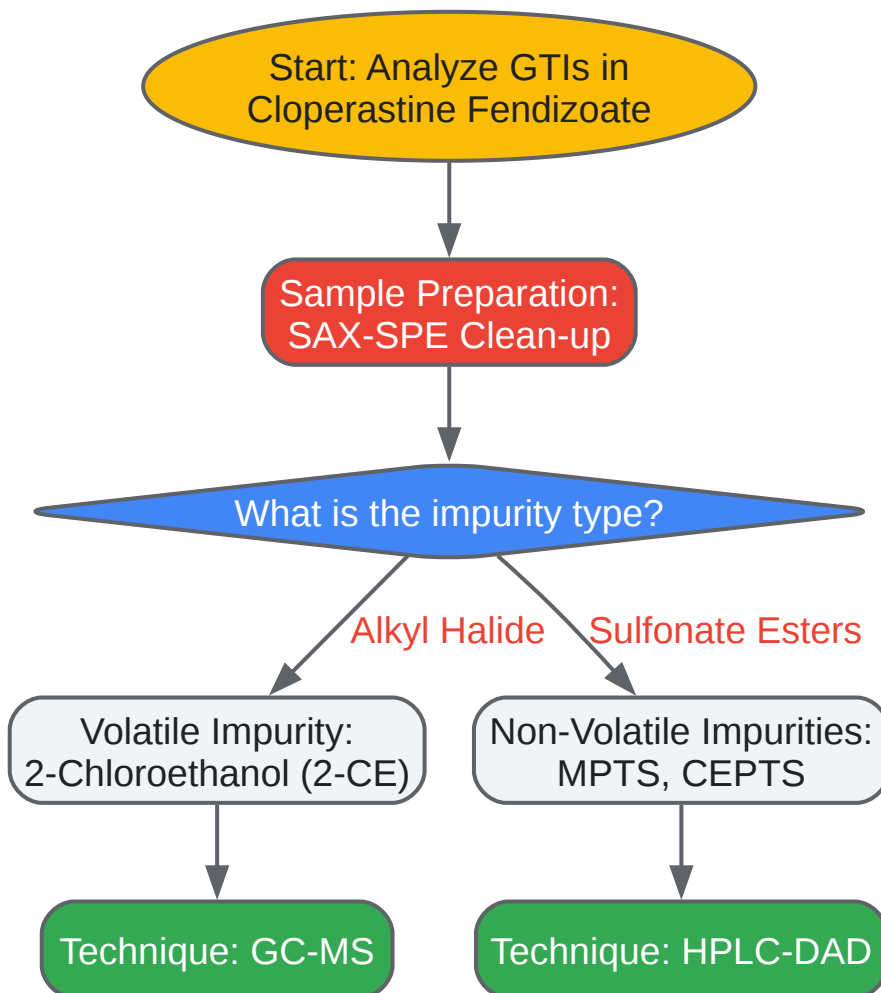 Start: Analyze GTIs in
Cloperastine Fendizoate
Sample Preparation:
SAX-SPE Clean-up
What is the impurity type?
Alkyl Halide
Sulfonate Esters
Volatile Impurity:
2-Chloroethanol (2-CE)
Non-Volatile Impurities:
MPTS, CEPTS
Technique: GC-MS
Technique: HPLC-DAD